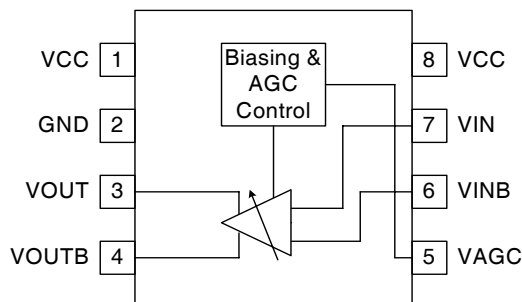 VCC 1
Biasing &
AGC
Control
8 VCC
GND 2
7 VIN
VOUT 3
6 VINB
VOUTB 4
5 VAGC